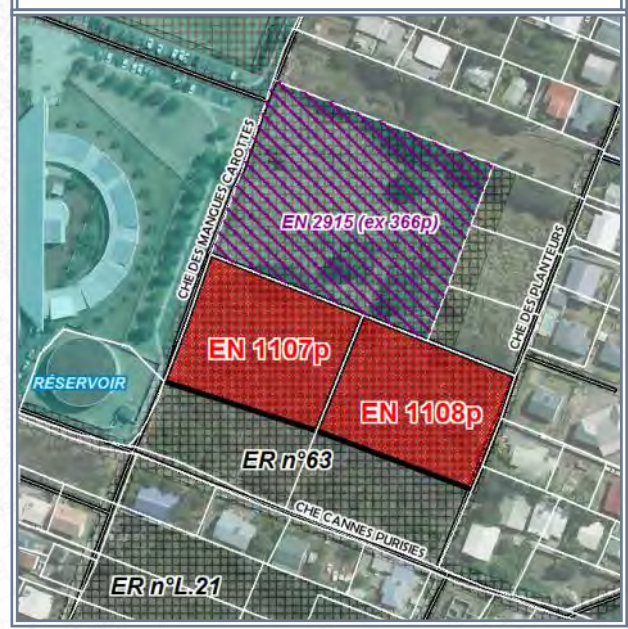 CHE DES MANGUES CAROTTES
EN 2915 (ex 366p)
CHE DES PLANTEURS
EN 1107p
RÉSERVOIR
EN 1108p
ER n°63
CHE CANNES PURISIES
ER n°L.21